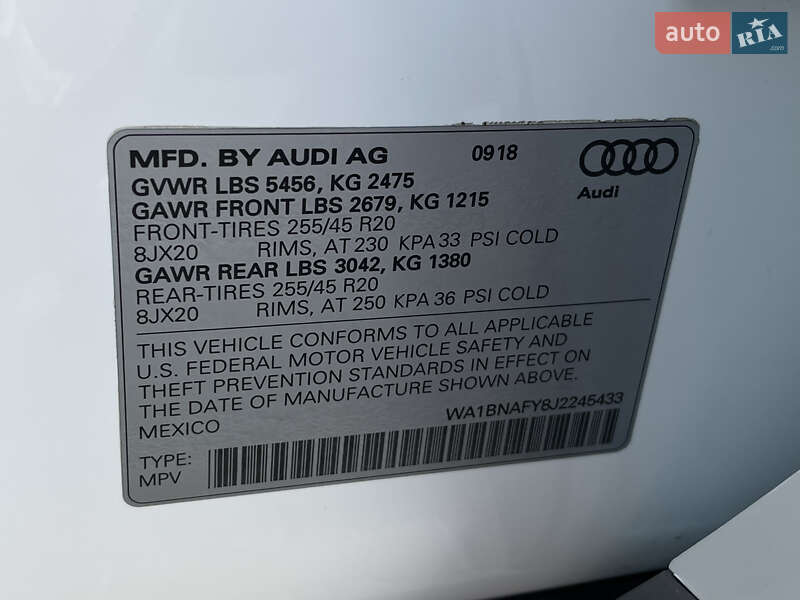 auto RIA .com
MFD. BY AUDI AG 0918
GVWR LBS 5456, KG 2475
GAWR FRONT LBS 2679, KG 1215
Audi
FRONT-TIRES 255/45 R20
8JX20 RIMS, AT 230 KPA 33 PSI COLD
GAWR REAR LBS 3042, KG 1380
REAR-TIRES 255/45 R20
8JX20 RIMS, AT 250 KPA 36 PSI COLD
THIS VEHICLE CONFORMS TO ALL APPLICABLE
U.S. FEDERAL MOTOR VEHICLE SAFETY AND
THEFT PREVENTION STANDARDS IN EFFECT ON
THE DATE OF MANUFACTURE SHOWN ABOVE.
MEXICO WA1BNAFY8J2245433
TYPE:
MPV